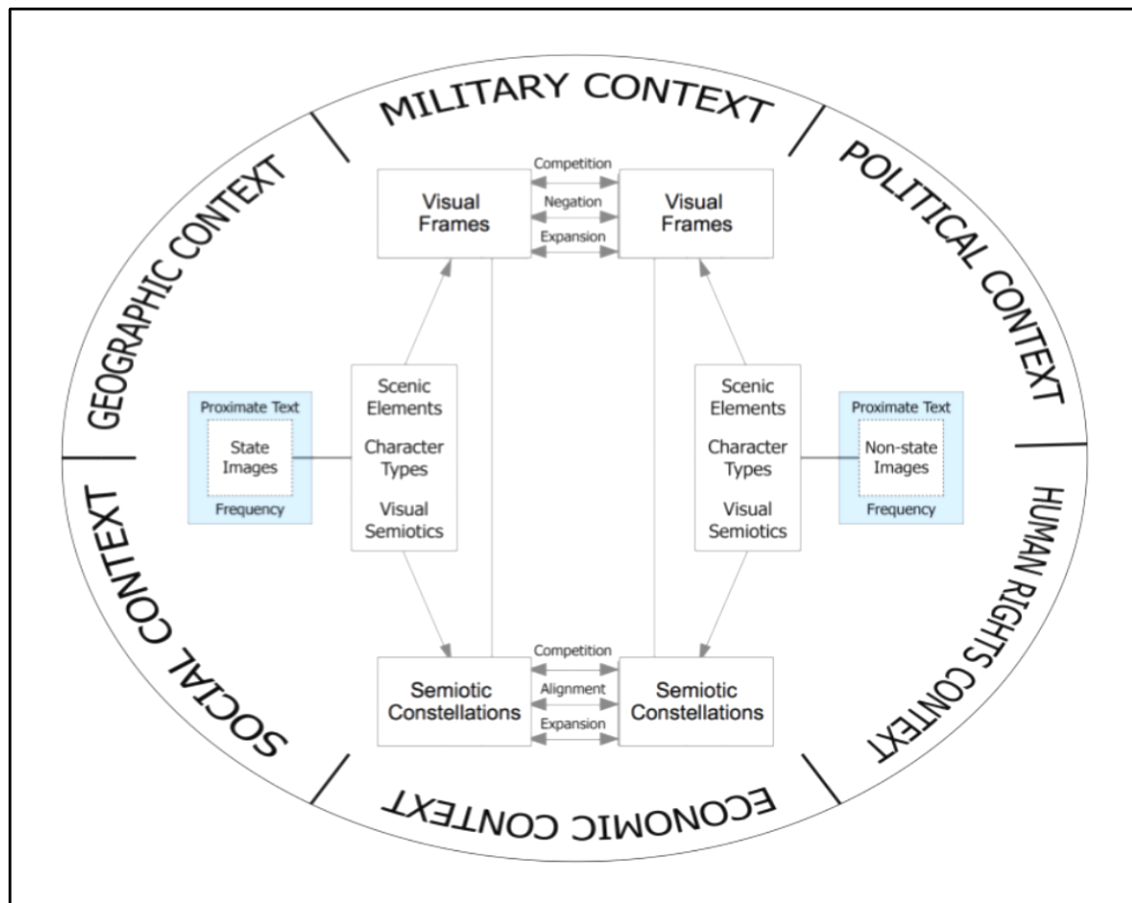 MILITARY CONTEXT
POLITICAL CONTEXT
HUMAN RIGHTS CONTEXT
ECONOMIC CONTEXT
SOCIAL CONTEXT
GEOGRAPHIC CONTEXT
Visual
Frames
Competition
Negation
Expansion
Visual
Frames
Proximate Text
State
Images
Frequency
Scenic
Elements
Character
Types
Visual
Semiotics
Scenic
Elements
Character
Types
Visual
Semiotics
Proximate Text
Non-state
Images
Frequency
Semiotic
Constellations
Competition
Alignment
Expansion
Semiotic
Constellations